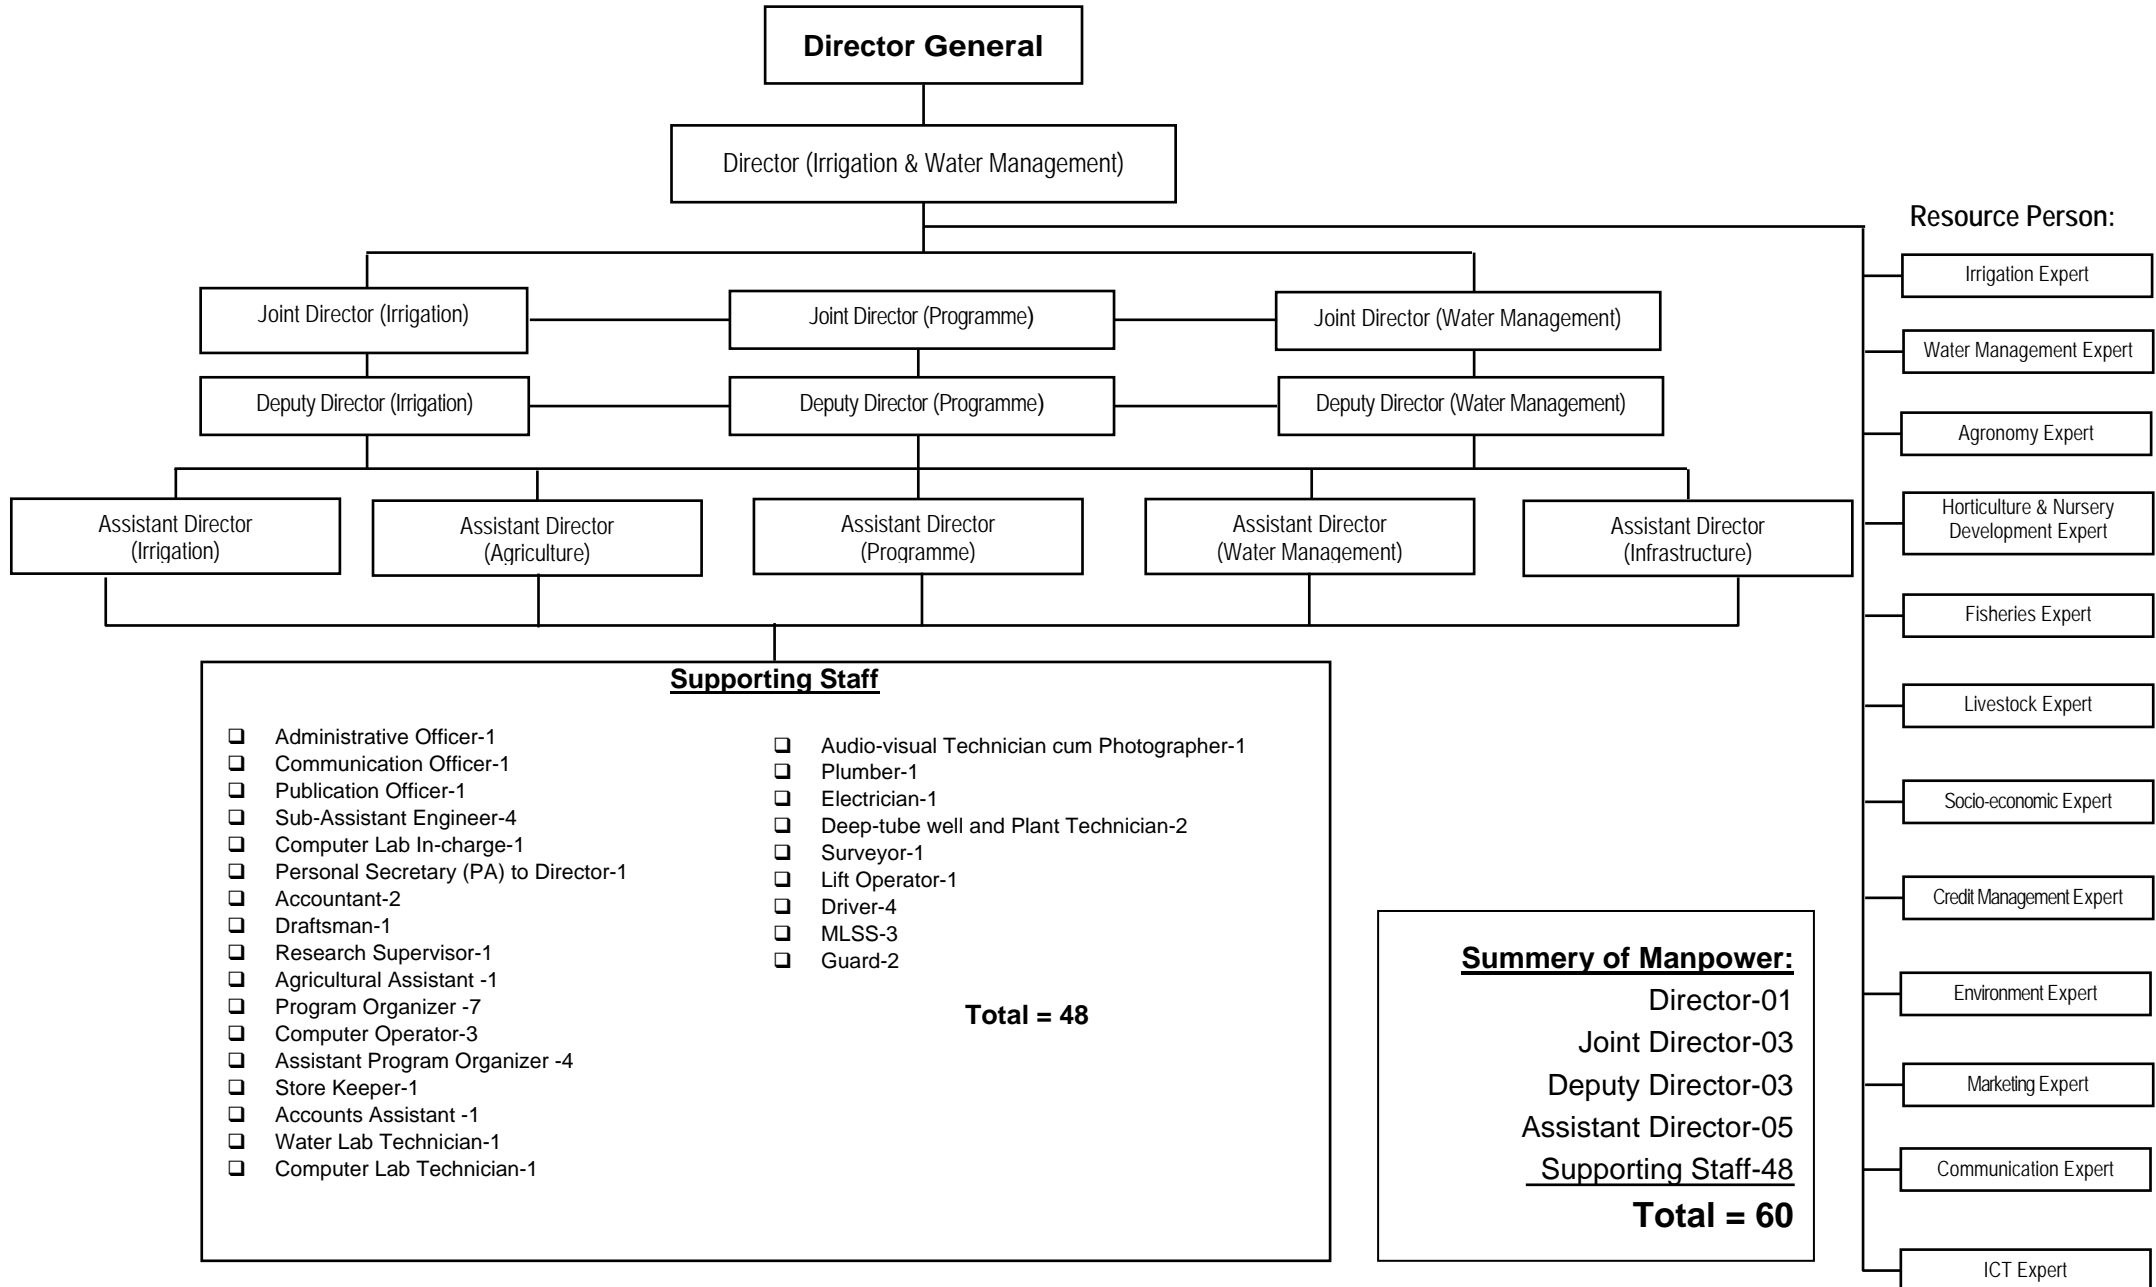 Director General
Director (Irrigation & Water Management)
Joint Director (Irrigation)
Joint Director (Programme)
Joint Director (Water Management)
Deputy Director (Irrigation)
Deputy Director (Programme)
Deputy Director (Water Management)
Assistant Director
(Irrigation)
Assistant Director
(Agriculture)
Assistant Director
(Programme)
Assistant Director
(Water Management)
Assistant Director
(Infrastructure)
Supporting Staff
Administrative Officer-1
Communication Officer-1
Publication Officer-1
Sub-Assistant Engineer-4
Computer Lab In-charge-1
Personal Secretary (PA) to Director-1
Accountant-2
Draftsman-1
Research Supervisor-1
Agricultural Assistant -1
Program Organizer -7
Computer Operator-3
Assistant Program Organizer -4
Store Keeper-1
Accounts Assistant -1
Water Lab Technician-1
Computer Lab Technician-1
Audio-visual Technician cum Photographer-1
Plumber-1
Electrician-1
Deep-tube well and Plant Technician-2
Surveyor-1
Lift Operator-1
Driver-4
MLSS-3
Guard-2
Total = 48
Summery of Manpower:
Director-01
Joint Director-03
Deputy Director-03
Assistant Director-05
Supporting Staff-48
Total = 60
Resource Person:
Irrigation Expert
Water Management Expert
Agronomy Expert
Horticulture & Nursery
Development Expert
Fisheries Expert
Livestock Expert
Socio-economic Expert
Credit Management Expert
Environment Expert
Marketing Expert
Communication Expert
ICT Expert